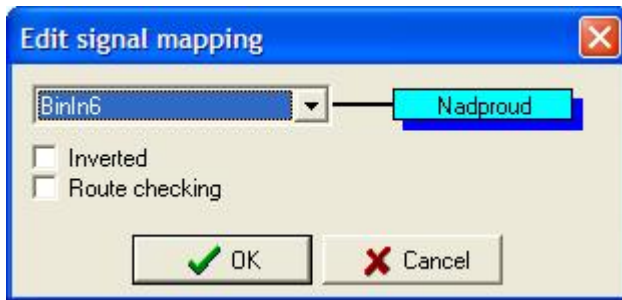 Edit signal mapping
BinIn6 Nadproud
Inverted
Route checking
OK Cancel